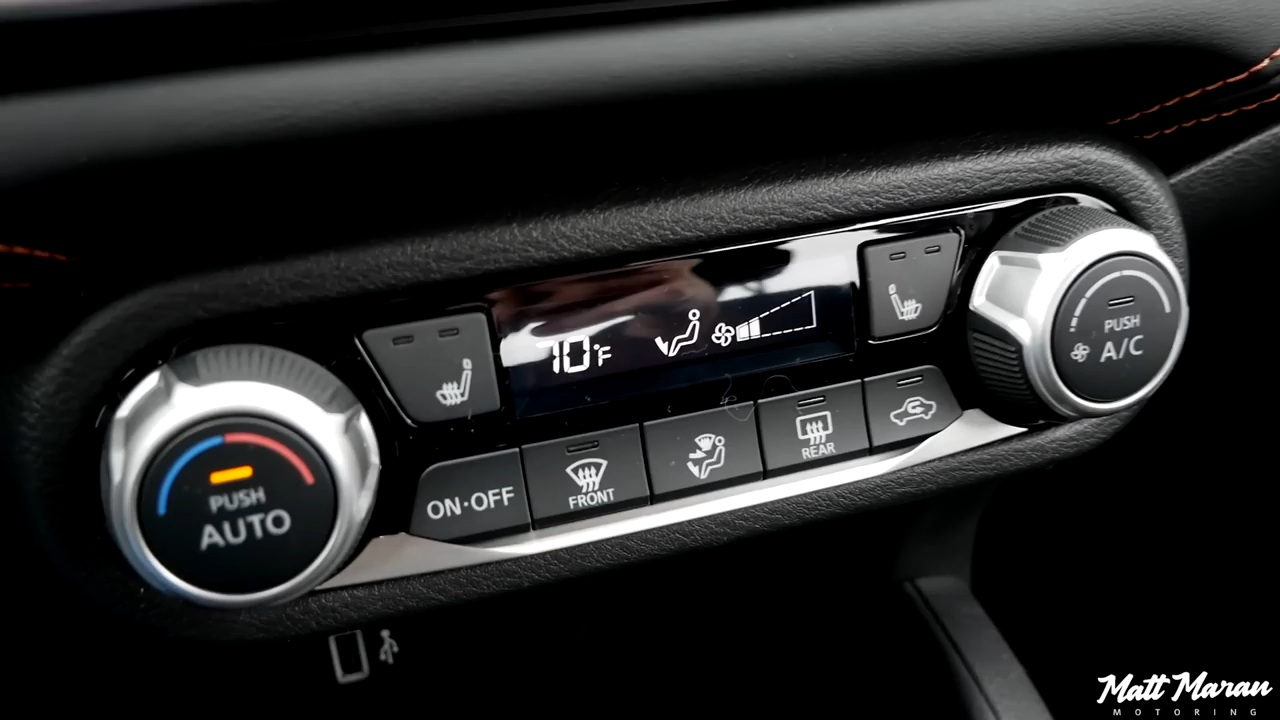 70°F
PUSH
A/C
ON·OFF
FRONT
REAR
PUSH
AUTO
Matt Maran
MOTORING